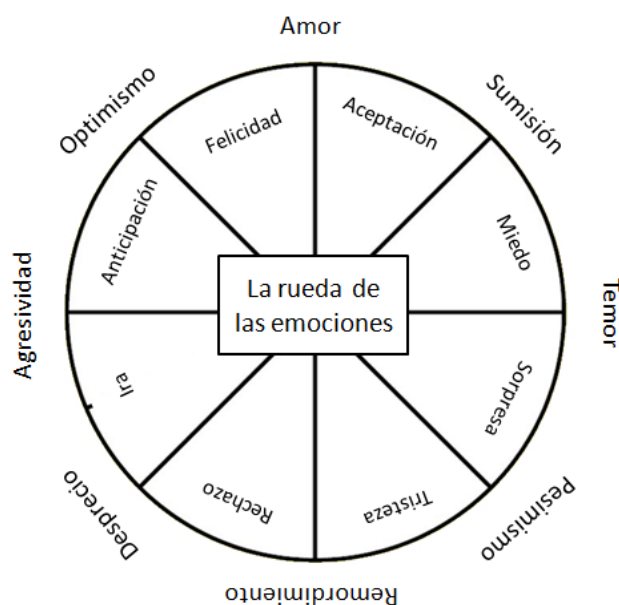 Amor
Optimismo
Sumisión
Felicidad
Aceptación
Anticipación
Miedo
La rueda de
las emociones
Agresividad
Temor
Ira
Sorpresa
Rechazo
Tristeza
Desprecio
Pesimismo
Remordimiento